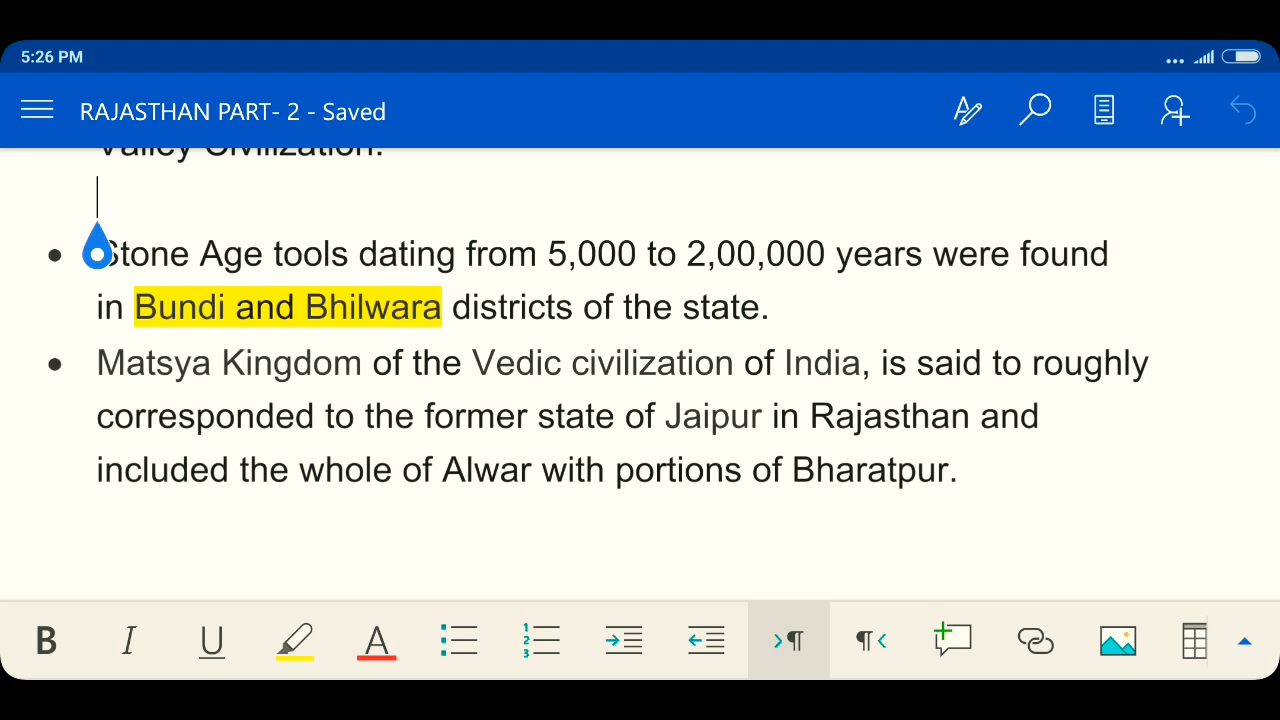 5:26 PM
RAJASTHAN PART- 2 - Saved
Valley Civilization.
Stone Age tools dating from 5,000 to 2,00,000 years were found
in Bundi and Bhilwara districts of the state.
Matsya Kingdom of the Vedic civilization of India, is said to roughly
corresponded to the former state of Jaipur in Rajasthan and
included the whole of Alwar with portions of Bharatpur.
B I U A